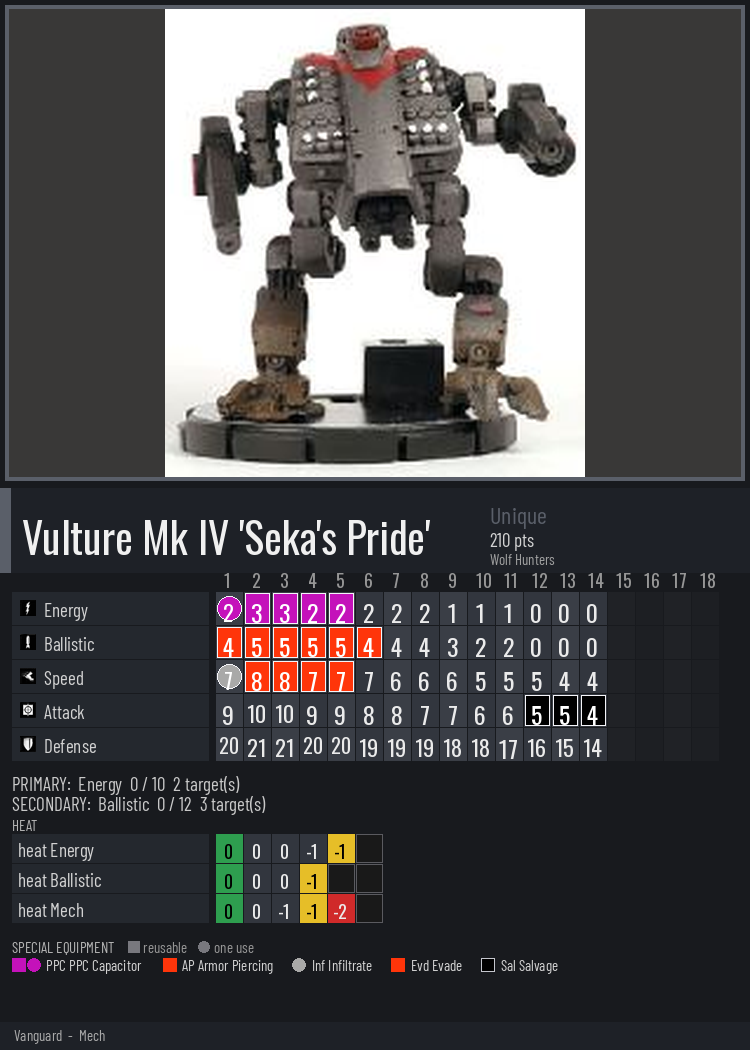 Vulture Mk IV 'Seka's Pride'
Unique
210 pts
Wolf Hunters
1 2 3 4 5 6 7 8 9 10 11 12 13 14 15 16 17 18
Energy 2 3 3 2 2 2 2 2 1 1 1 0 0 0
Ballistic 4 5 5 5 5 4 4 4 3 2 2 0 0 0
Speed 7 8 8 7 7 7 6 6 6 5 5 5 4 4
Attack 9 10 10 9 9 8 8 7 7 6 6 5 5 4
Defense 20 21 21 20 20 19 19 19 18 18 17 16 15 14
PRIMARY: Energy 0 / 10 2 target(s)
SECONDARY: Ballistic 0 / 12 3 target(s)
HEAT
heat Energy 0 0 0 -1 -1
heat Ballistic 0 0 0 -1
heat Mech 0 0 -1 -1 -2
SPECIAL EQUIPMENT reusable one use
PPC PPC Capacitor AP Armor Piercing Inf Infiltrate Evd Evade Sal Salvage
Vanguard - Mech